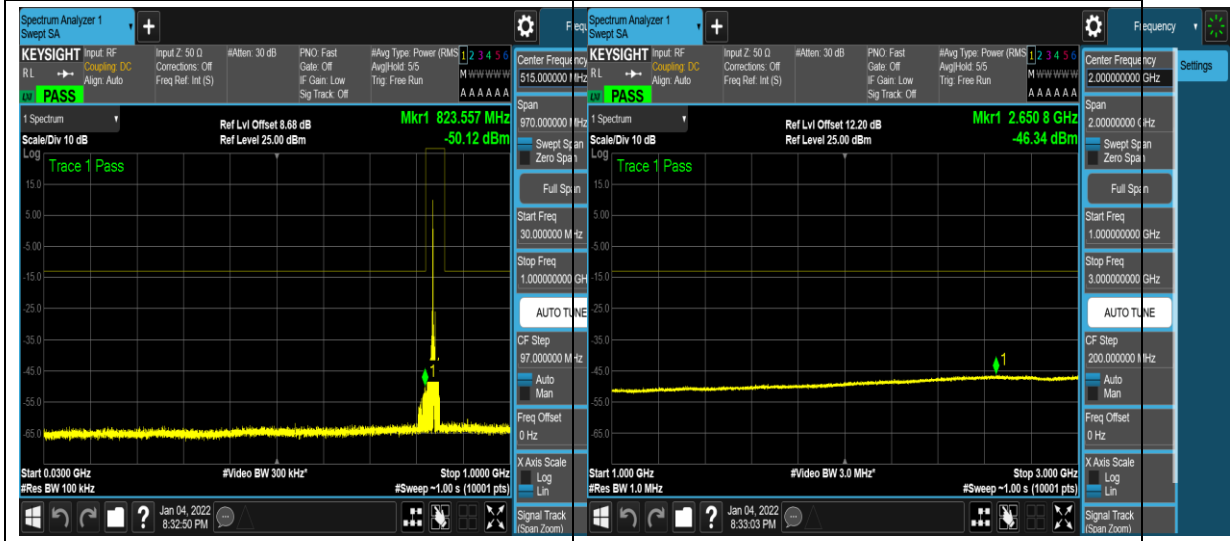 Spectrum Analyzer 1
Swept SA
KEYSIGHT Input: RF Input Z: 50 Ω #Atten: 30 dB PNO: Fast #Avg Type: Power (RMS 1 2 3 4 5 6
RL Coupling: DC Corrections: Off Gate: Off Avg|Hold: 5/5 M W W W W W
Align: Auto Freq Ref: Int (S) IF Gain: Low Trig: Free Run
Sig Track: Off A A A A A A
PASS
1 Spectrum Ref Lvl Offset 8.68 dB Mkr1 823.557 MHz
Scale/Div 10 dB Ref Level 25.00 dBm -50.12 dBm
Log
Trace 1 Pass
15.0
5.00
-5.00
-15.0
-25.0
-35.0
-45.0
-55.0
-65.0
1
Start 0.0300 GHz #Video BW 300 kHz* Stop 1.0000 GHz
#Res BW 100 kHz #Sweep ~1.00 s (10001 pts)
? Jan 04, 2022
8:32:50 PM
Frequ
Center Frequency
515.000000 MHz
Span
970.000000 MHz
Swept Span
Zero Span
Full Span
Start Freq
30.000000 MHz
Stop Freq
1.000000000 GH
AUTO TUNE
CF Step
97.000000 MHz
Auto
Man
Freq Offset
0 Hz
X Axis Scale
Log
Lin
Signal Track
(Span Zoom)
Spectrum Analyzer 1
Swept SA
KEYSIGHT Input: RF Input Z: 50 Ω #Atten: 30 dB PNO: Fast #Avg Type: Power (RMS 1 2 3 4 5 6
RL Coupling: DC Corrections: Off Gate: Off Avg|Hold: 5/5 M W W W W W
Align: Auto Freq Ref: Int (S) IF Gain: Low Trig: Free Run
Sig Track: Off A A A A A A
PASS
1 Spectrum Ref Lvl Offset 12.20 dB Mkr1 2.650 8 GHz
Scale/Div 10 dB Ref Level 25.00 dBm -46.34 dBm
Log
Trace 1 Pass
15.0
5.00
-5.00
-15.0
-25.0
-35.0
-45.0
-55.0
-65.0
1
Start 1.000 GHz #Video BW 3.0 MHz* Stop 3.000 GHz
#Res BW 1.0 MHz #Sweep ~1.00 s (10001 pts)
? Jan 04, 2022
8:33:03 PM
Frequency
Settings
Center Frequency
2.000000000 GHz
Span
2.00000000 GHz
Swept Span
Zero Span
Full Span
Start Freq
1.000000000 GHz
Stop Freq
3.000000000 GHz
AUTO TUNE
CF Step
200.000000 MHz
Auto
Man
Freq Offset
0 Hz
X Axis Scale
Log
Lin
Signal Track
(Span Zoom)